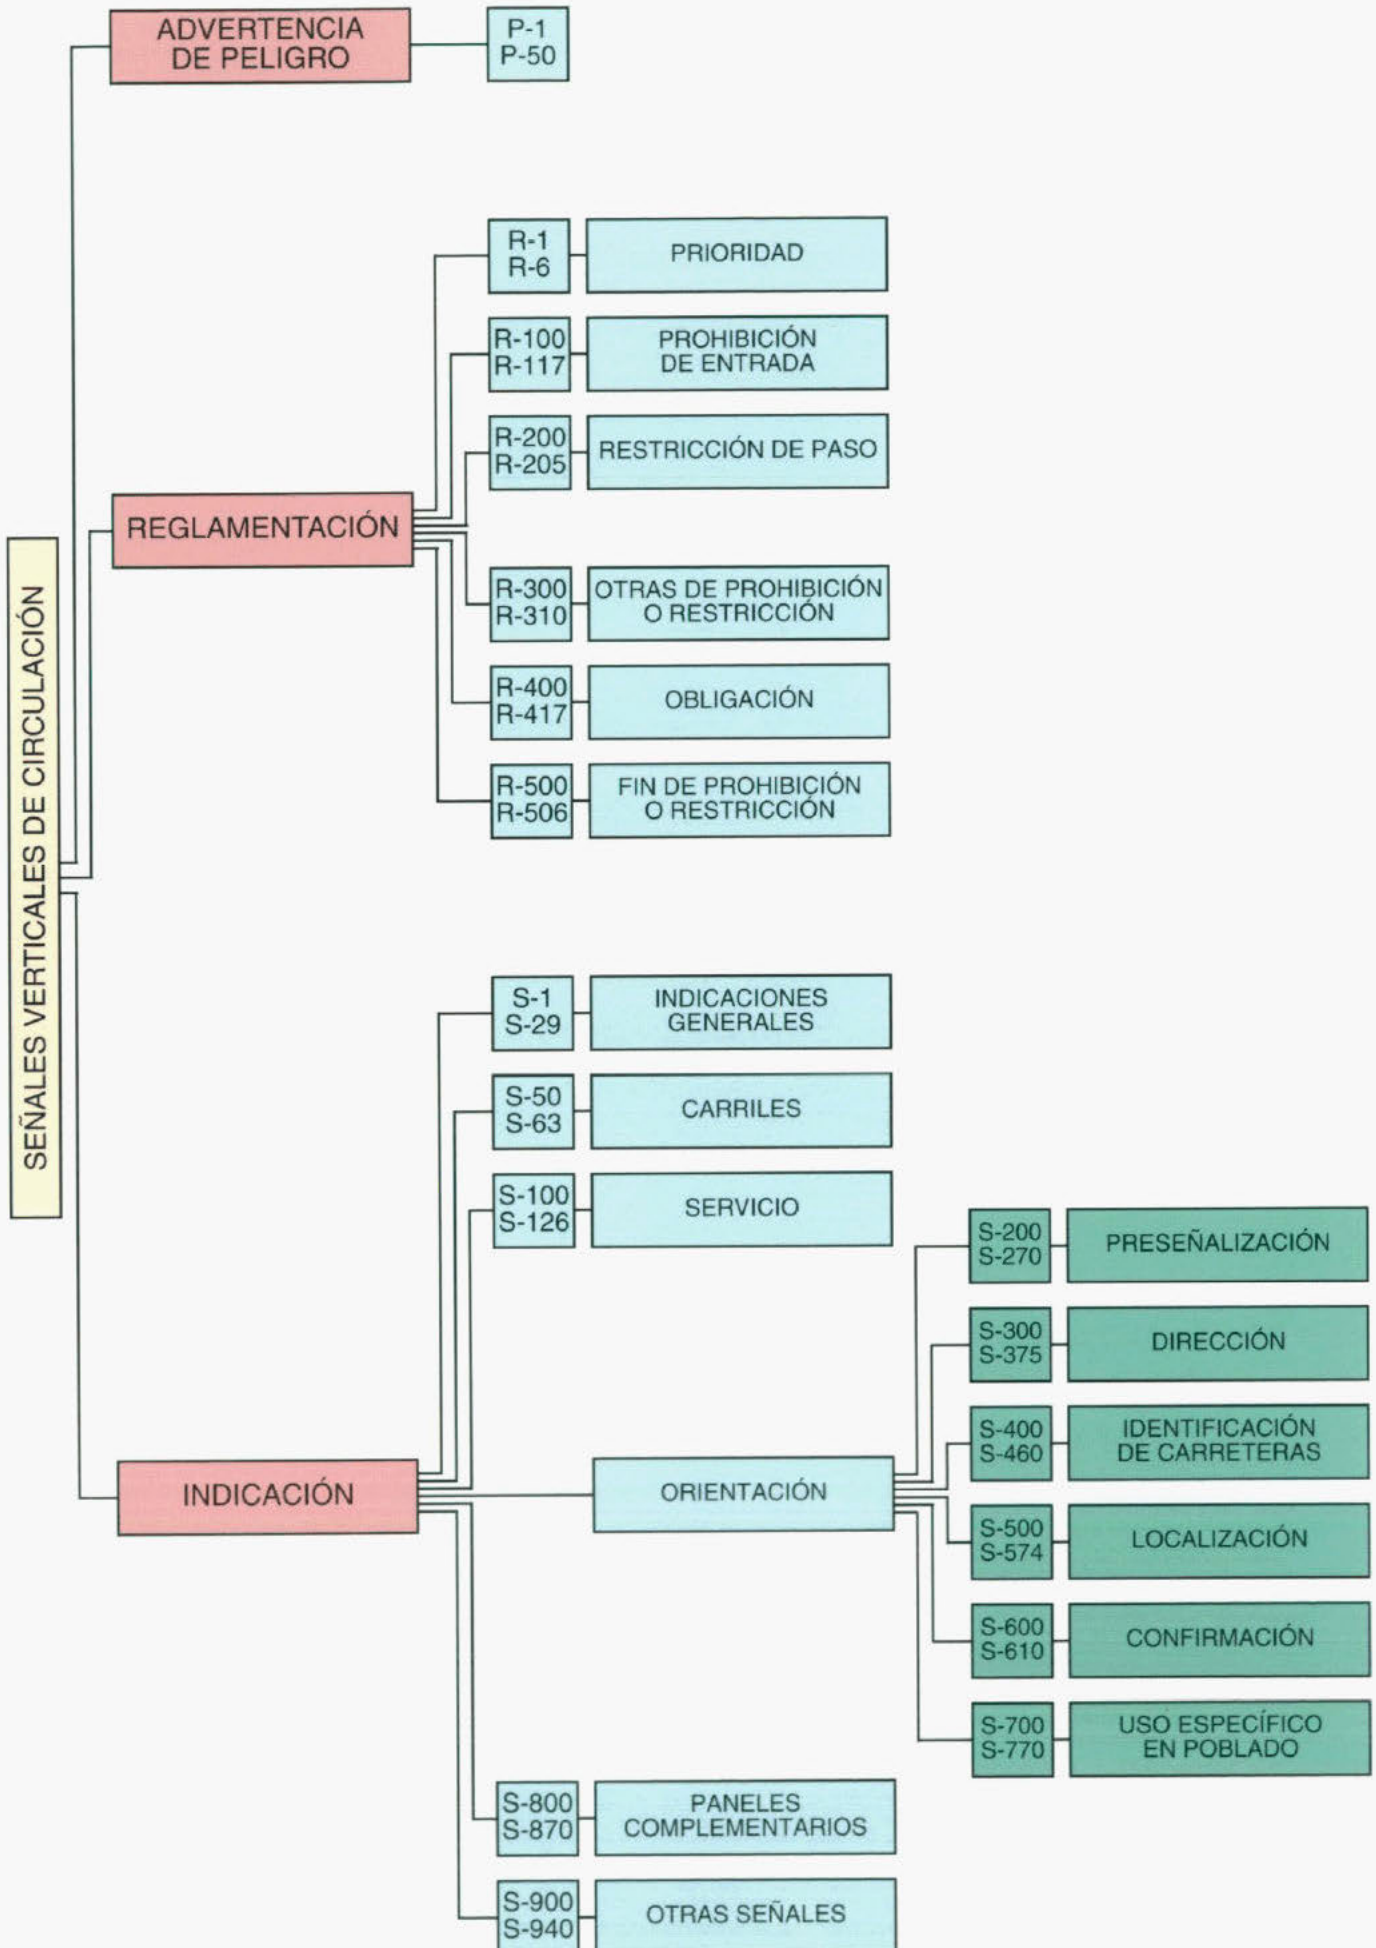 ADVERTENCIA
DE PELIGRO
P-1
P-50
R-1
R-6
PRIORIDAD
R-100
R-117
PROHIBICIÓN
DE ENTRADA
R-200
R-205
RESTRICCIÓN DE PASO
REGLAMENTACIÓN
R-300
R-310
OTRAS DE PROHIBICIÓN
O RESTRICCIÓN
R-400
R-417
OBLIGACIÓN
R-500
R-506
FIN DE PROHIBICIÓN
O RESTRICCIÓN
SEÑALES VERTICALES DE CIRCULACIÓN
S-1
S-29
INDICACIONES
GENERALES
S-50
S-63
CARRILES
S-100
S-126
SERVICIO
INDICACIÓN
ORIENTACIÓN
S-200
S-270
PRESEÑALIZACIÓN
S-300
S-375
DIRECCIÓN
S-400
S-460
IDENTIFICACIÓN
DE CARRETERAS
S-500
S-574
LOCALIZACIÓN
S-600
S-610
CONFIRMACIÓN
S-700
S-770
USO ESPECÍFICO
EN POBLADO
S-800
S-870
PANELES
COMPLEMENTARIOS
S-900
S-940
OTRAS SEÑALES